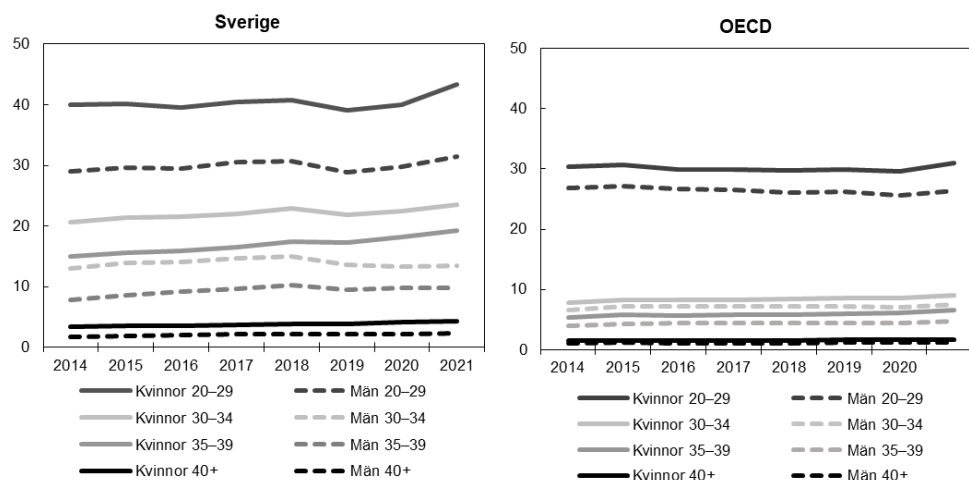 Sverige
50
40
30
20
10
0
2014 2015 2016 2017 2018 2019 2020 2021
Kvinnor 20–29 Män 20–29
Kvinnor 30–34 Män 30–34
Kvinnor 35–39 Män 35–39
Kvinnor 40+ Män 40+
OECD
50
40
30
20
10
0
2014 2015 2016 2017 2018 2019 2020
Kvinnor 20–29 Män 20–29
Kvinnor 30–34 Män 30–34
Kvinnor 35–39 Män 35–39
Kvinnor 40+ Män 40+